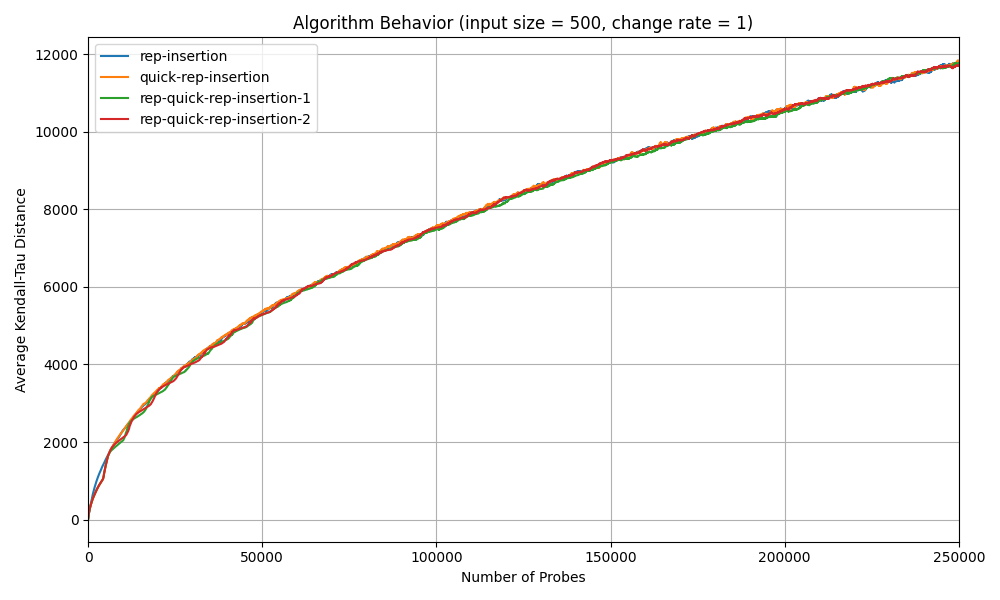 Algorithm Behavior (input size = 500, change rate = 1)
rep-insertion
quick-rep-insertion
rep-quick-rep-insertion-1
rep-quick-rep-insertion-2
Average Kendall-Tau Distance
12000
10000
8000
6000
4000
2000
0
0 50000 100000 150000 200000 250000
Number of Probes